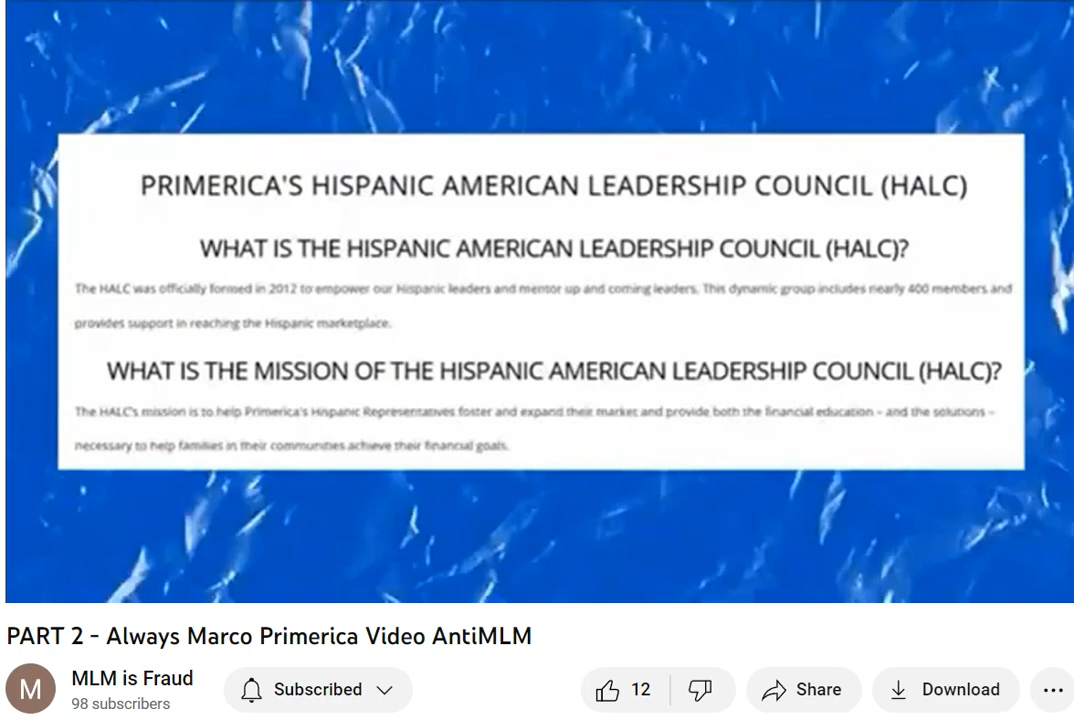 PRIMERICA'S HISPANIC AMERICAN LEADERSHIP COUNCIL (HALC)
WHAT IS THE HISPANIC AMERICAN LEADERSHIP COUNCIL (HALC)?
The HALC was officially formed in 2012 to empower our Hispanic leaders and mentor up and coming leaders. This dynamic group includes nearly 400 members and
provides support in reaching the Hispanic marketplace.
WHAT IS THE MISSION OF THE HISPANIC AMERICAN LEADERSHIP COUNCIL (HALC)?
The HALC's mission is to help Primerica's Hispanic Representatives foster and expand their market and provide both the financial education – and the solutions –
necessary to help families in their communities achieve their financial goals.
PART 2 - Always Marco Primerica Video AntiMLM
M
MLM is Fraud
98 subscribers
Subscribed
12
Share
Download